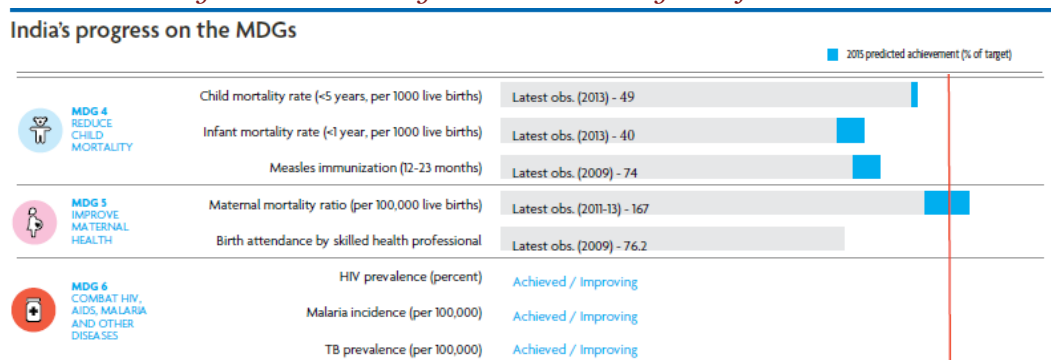 India's progress on the MDGs
2015 predicted achievement (% of target)
MDG 4
REDUCE
CHILD
MORTALITY
Child mortality rate (<5 years, per 1000 live births)
Latest obs. (2013) - 49
Infant mortality rate (<1 year, per 1000 live births)
Latest obs. (2013) - 40
Measles immunization (12-23 months)
Latest obs. (2009) - 74
MDG 5
IMPROVE
MATERNAL
HEALTH
Maternal mortality ratio (per 100,000 live births)
Latest obs. (2011-13) - 167
Birth attendance by skilled health professional
Latest obs. (2009) - 76.2
MDG 6
COMBAT HIV,
AIDS, MALARIA
AND OTHER
DISEASES
HIV prevalence (percent)
Achieved / Improving
Malaria incidence (per 100,000)
Achieved / Improving
TB prevalence (per 100,000)
Achieved / Improving